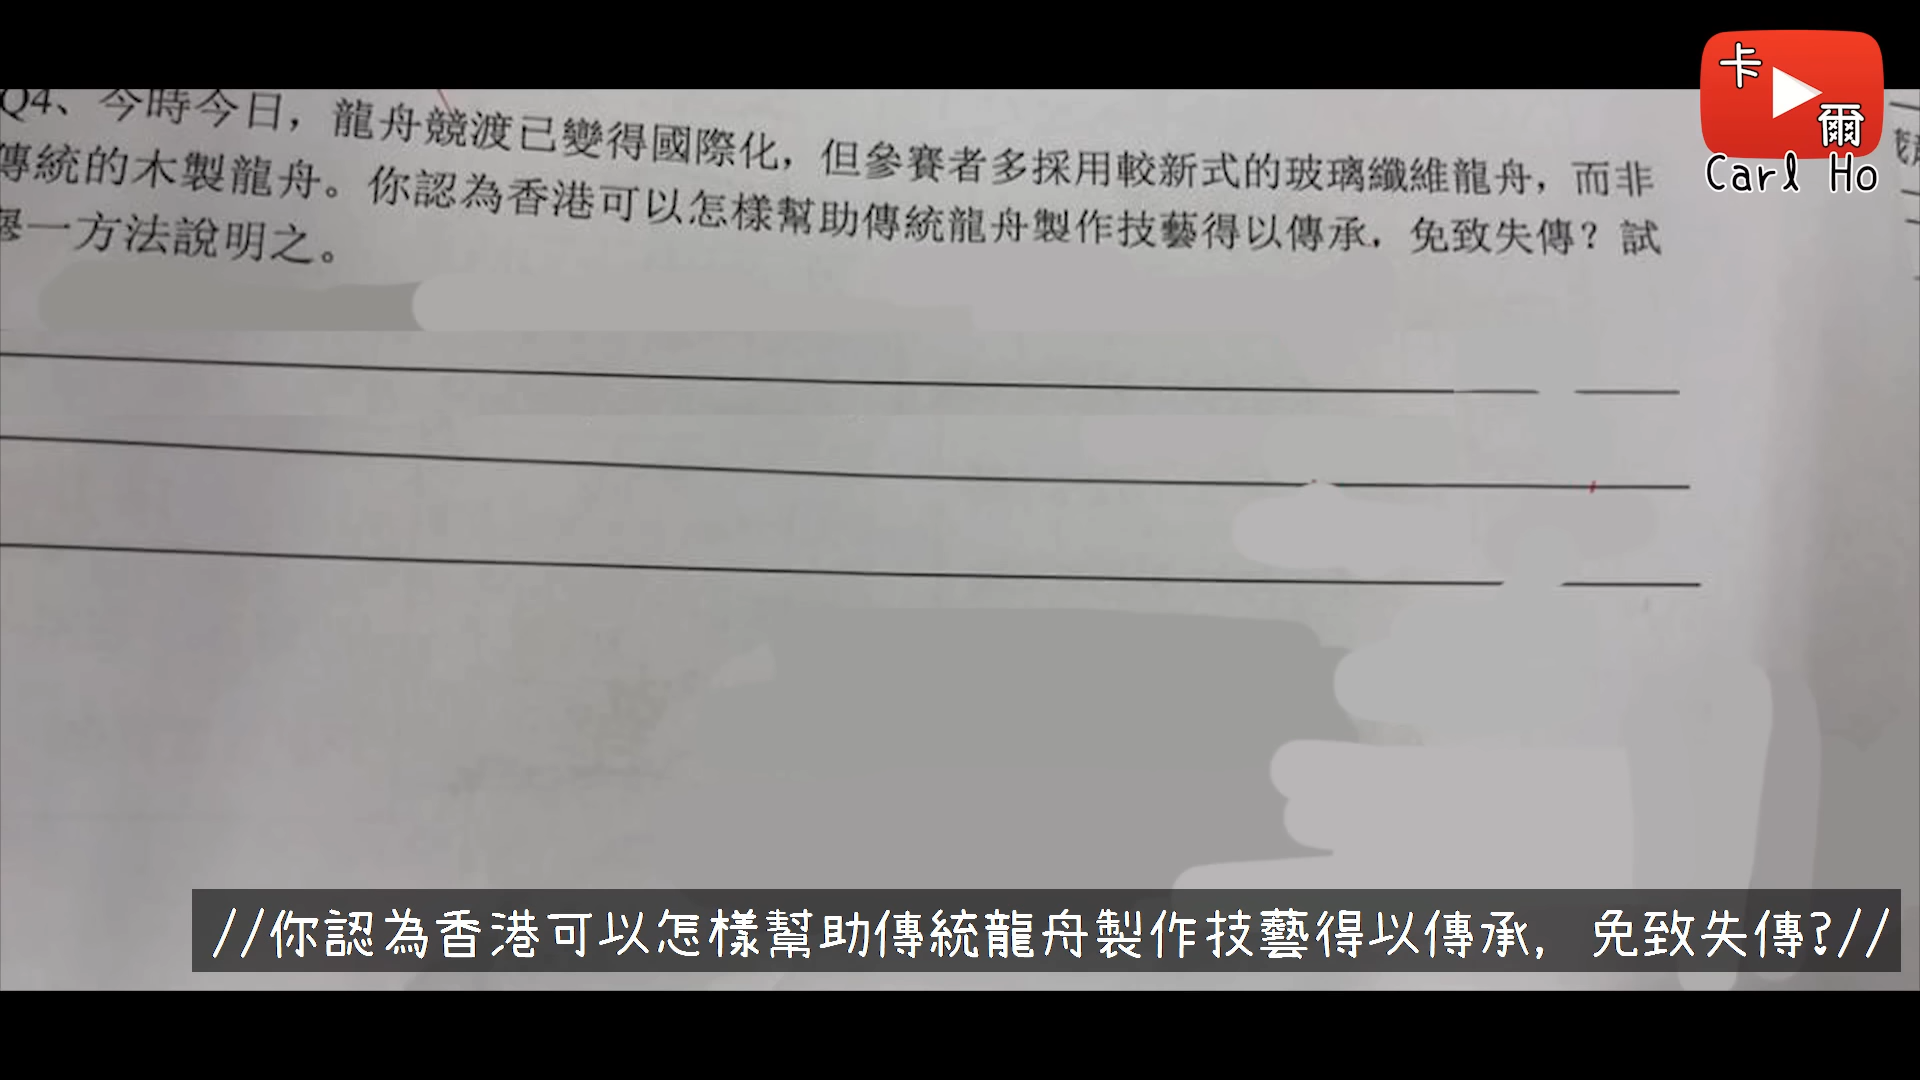 卡
爾
Carl Ho
Q4、今時今日，龍舟競渡已變得國際化，但參賽者多採用較新式的玻璃纖維龍舟，而非
傳統的木製龍舟。你認為香港可以怎樣幫助傳統龍舟製作技藝得以傳承，免致失傳？試
舉一方法說明之。
//你認為香港可以怎樣幫助傳統龍舟製作技藝得以傳承, 免致失傳?//